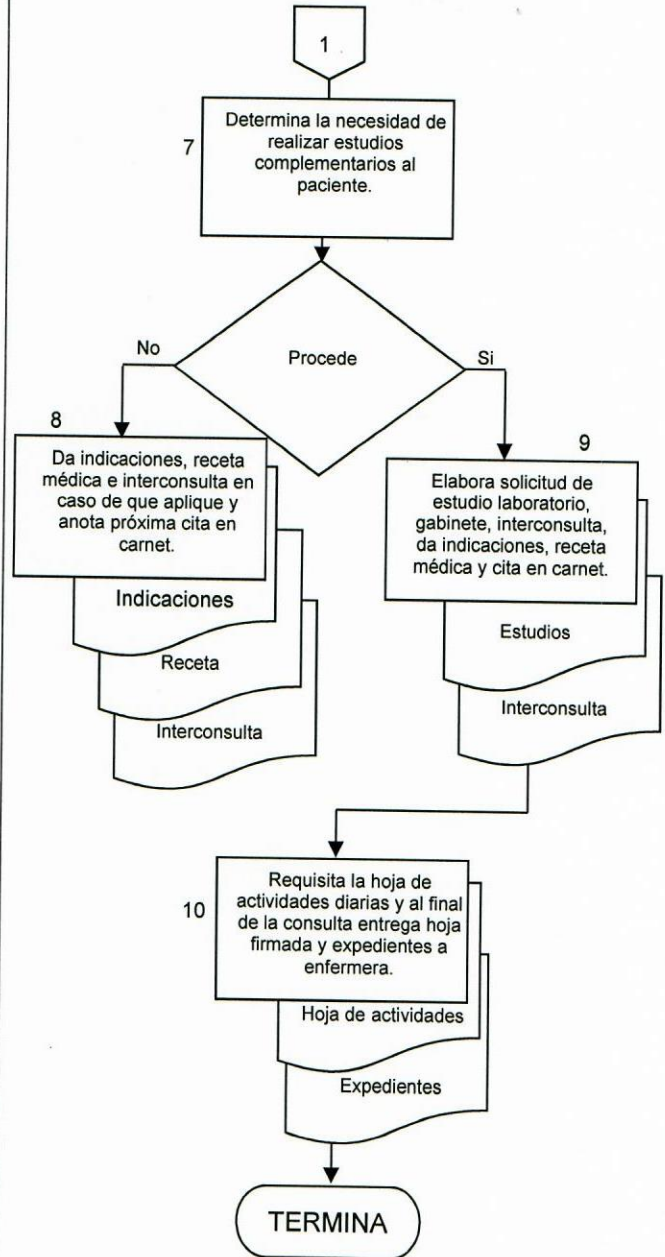 1
7
Determina la necesidad de
realizar estudios
complementarios al
paciente.
Procede
No
Si
8
Da indicaciones, receta
médica e interconsulta en
caso de que aplique y
anota próxima cita en
carnet.
Indicaciones
Receta
Interconsulta
9
Elabora solicitud de
estudio laboratorio,
gabinete, interconsulta,
da indicaciones, receta
médica y cita en carnet.
Estudios
Interconsulta
10
Requisita la hoja de
actividades diarias y al final
de la consulta entrega hoja
firmada y expedientes a
enfermera.
Hoja de actividades
Expedientes
TERMINA